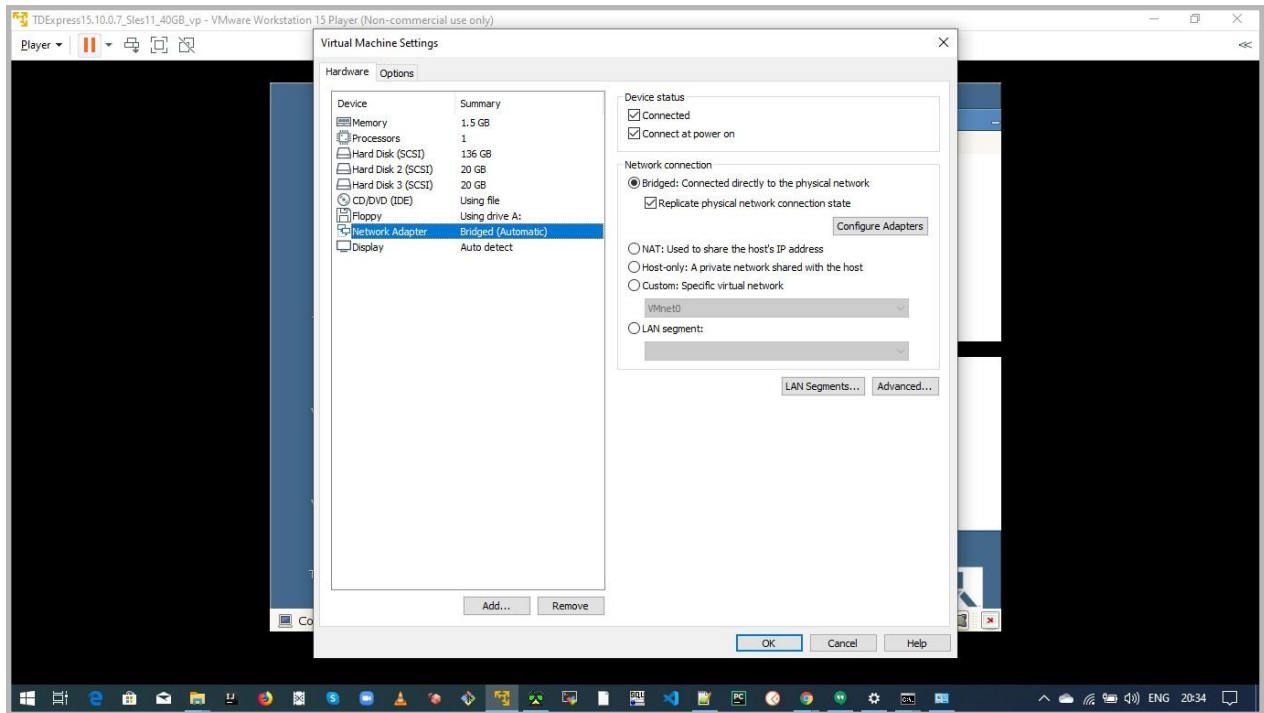 TDExpress15.10.0.7_Sles11_40GB_vp - VMware Workstation 15 Player (Non-commercial use only)
Player
Virtual Machine Settings
Hardware Options
Device Summary
Memory 1.5 GB
Processors 1
Hard Disk (SCSI) 136 GB
Hard Disk 2 (SCSI) 20 GB
Hard Disk 3 (SCSI) 20 GB
CD/DVD (IDE) Using file
Floppy Using drive A:
Network Adapter Bridged (Automatic)
Display Auto detect
Add... Remove
Device status
Connected
Connect at power on
Network connection
Bridged: Connected directly to the physical network
Replicate physical network connection state
Configure Adapters
NAT: Used to share the host's IP address
Host-only: A private network shared with the host
Custom: Specific virtual network
VMnet0
LAN segment:
LAN Segments... Advanced...
OK Cancel Help
Co
ENG 20:34